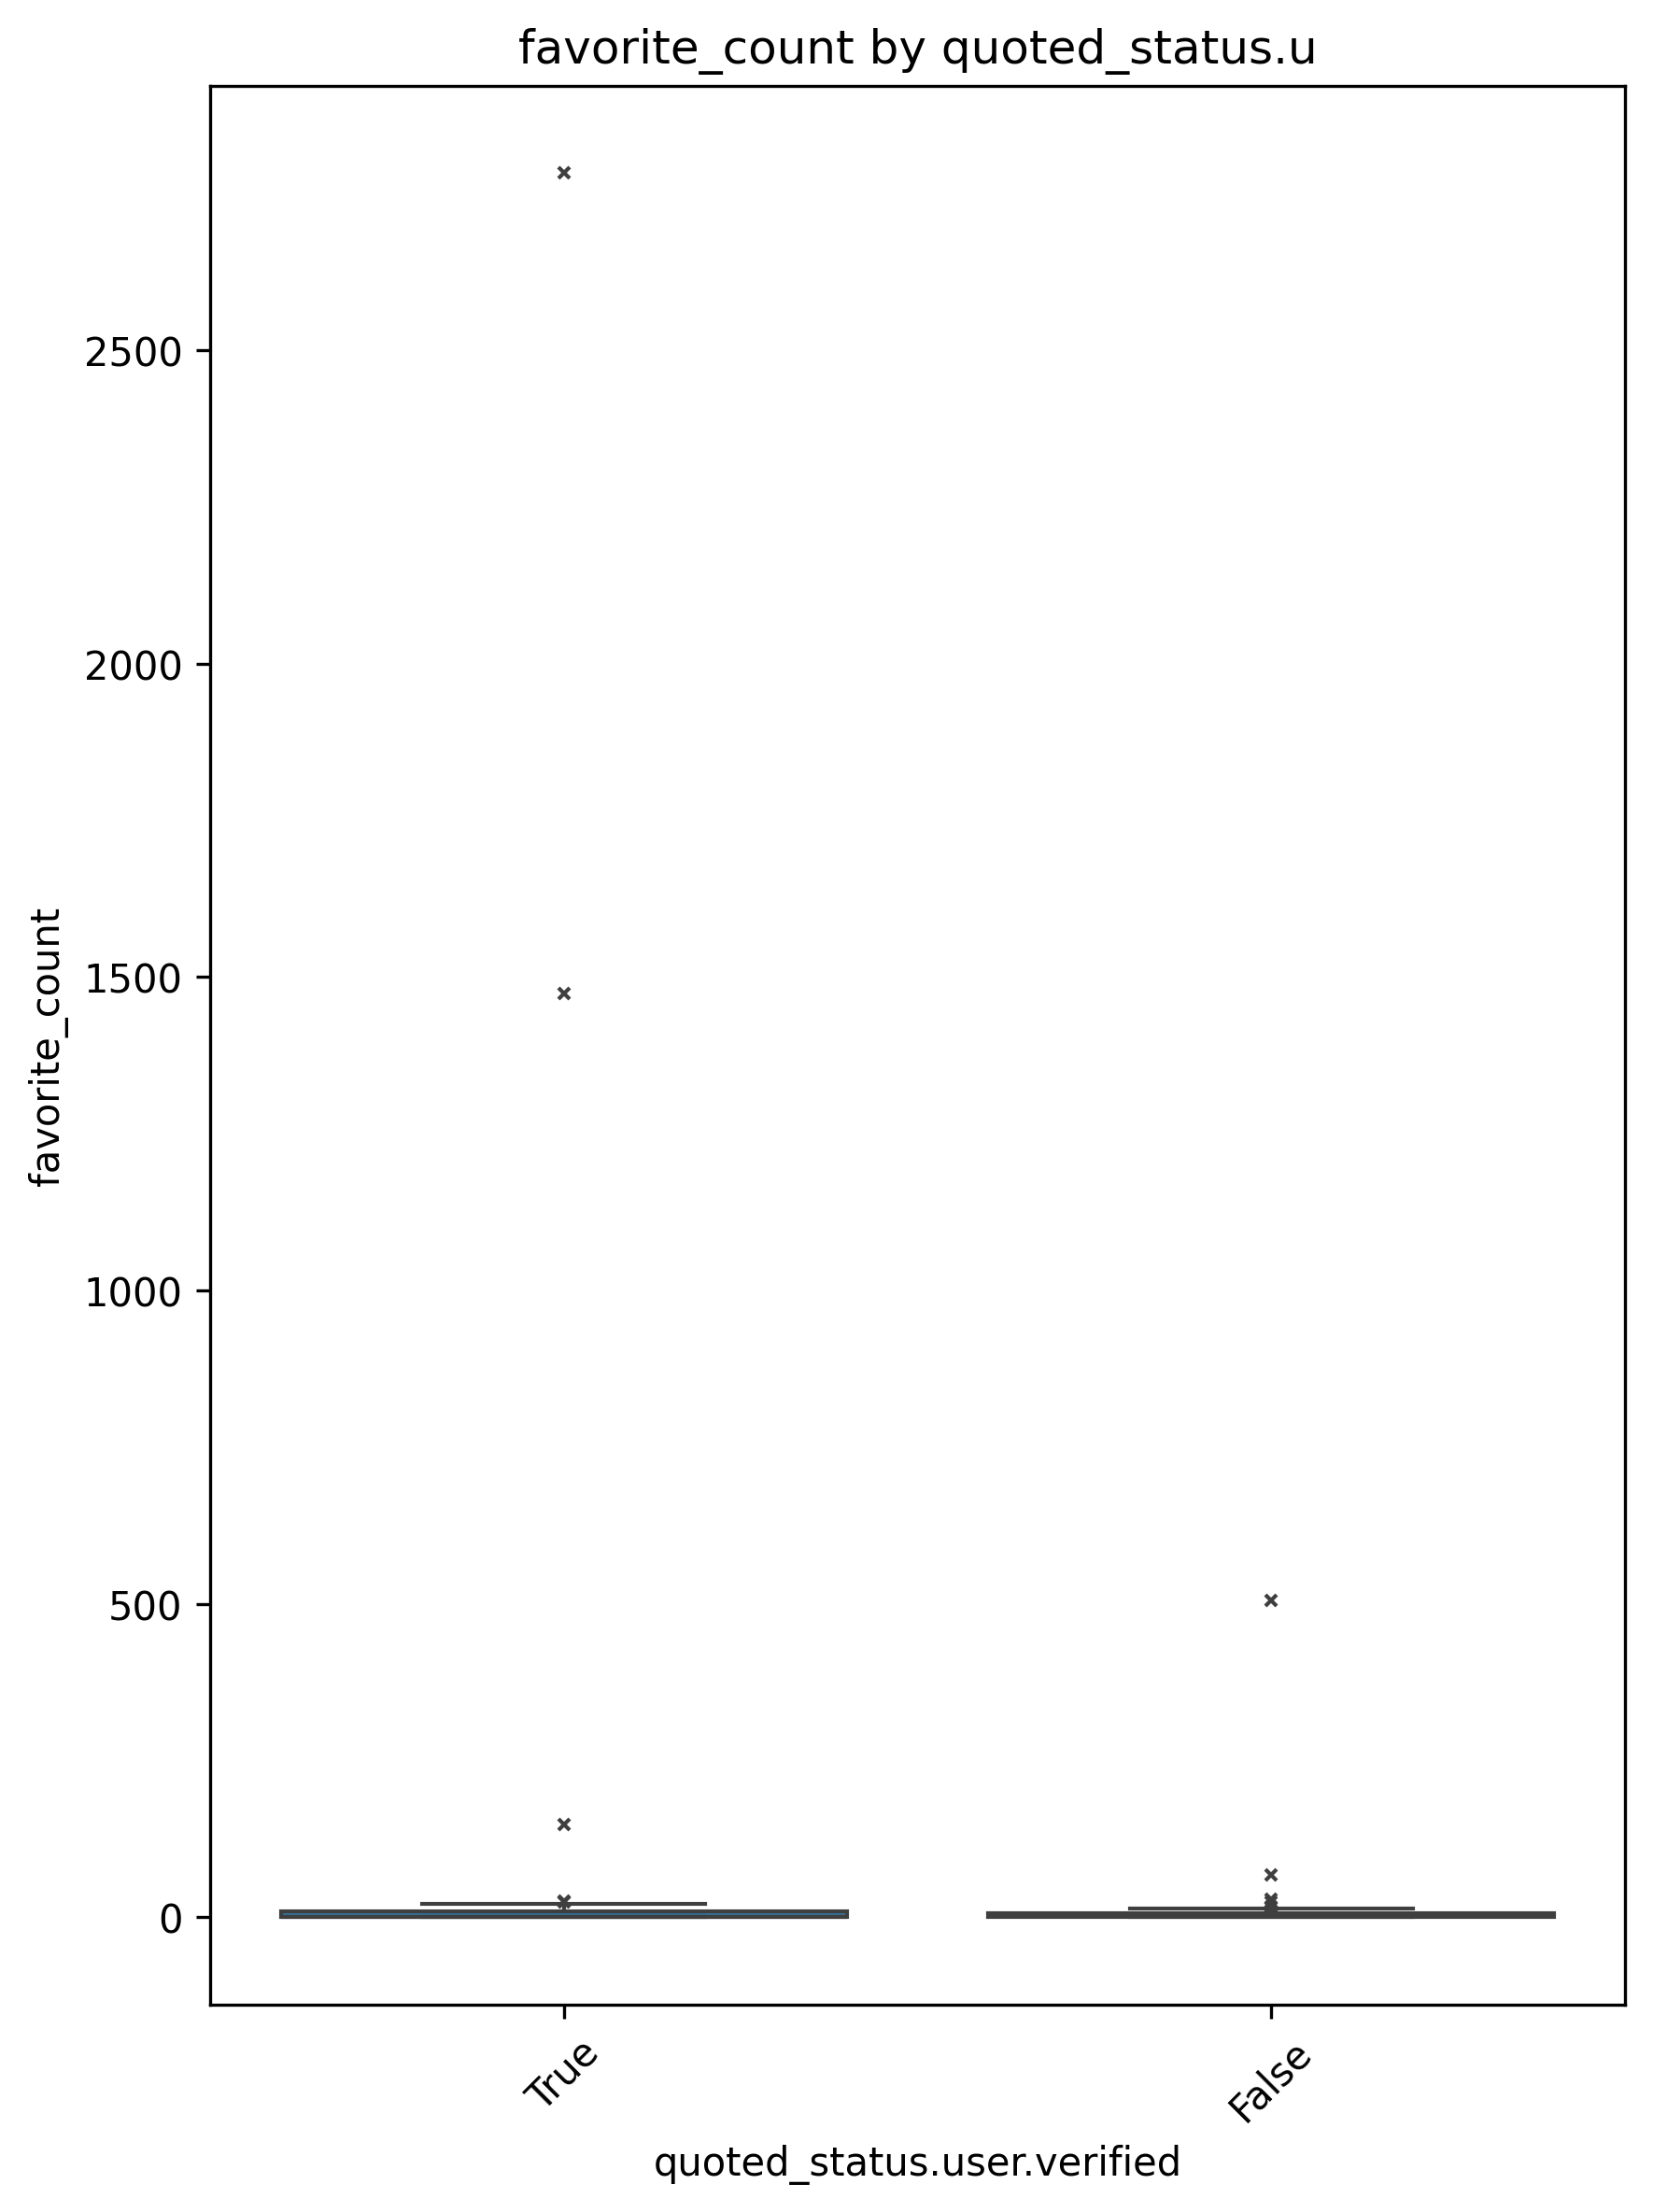 favorite_count by quoted_status.u
favorite_count
2500
2000
1500
1000
500
0
True
False
quoted_status.user.verified